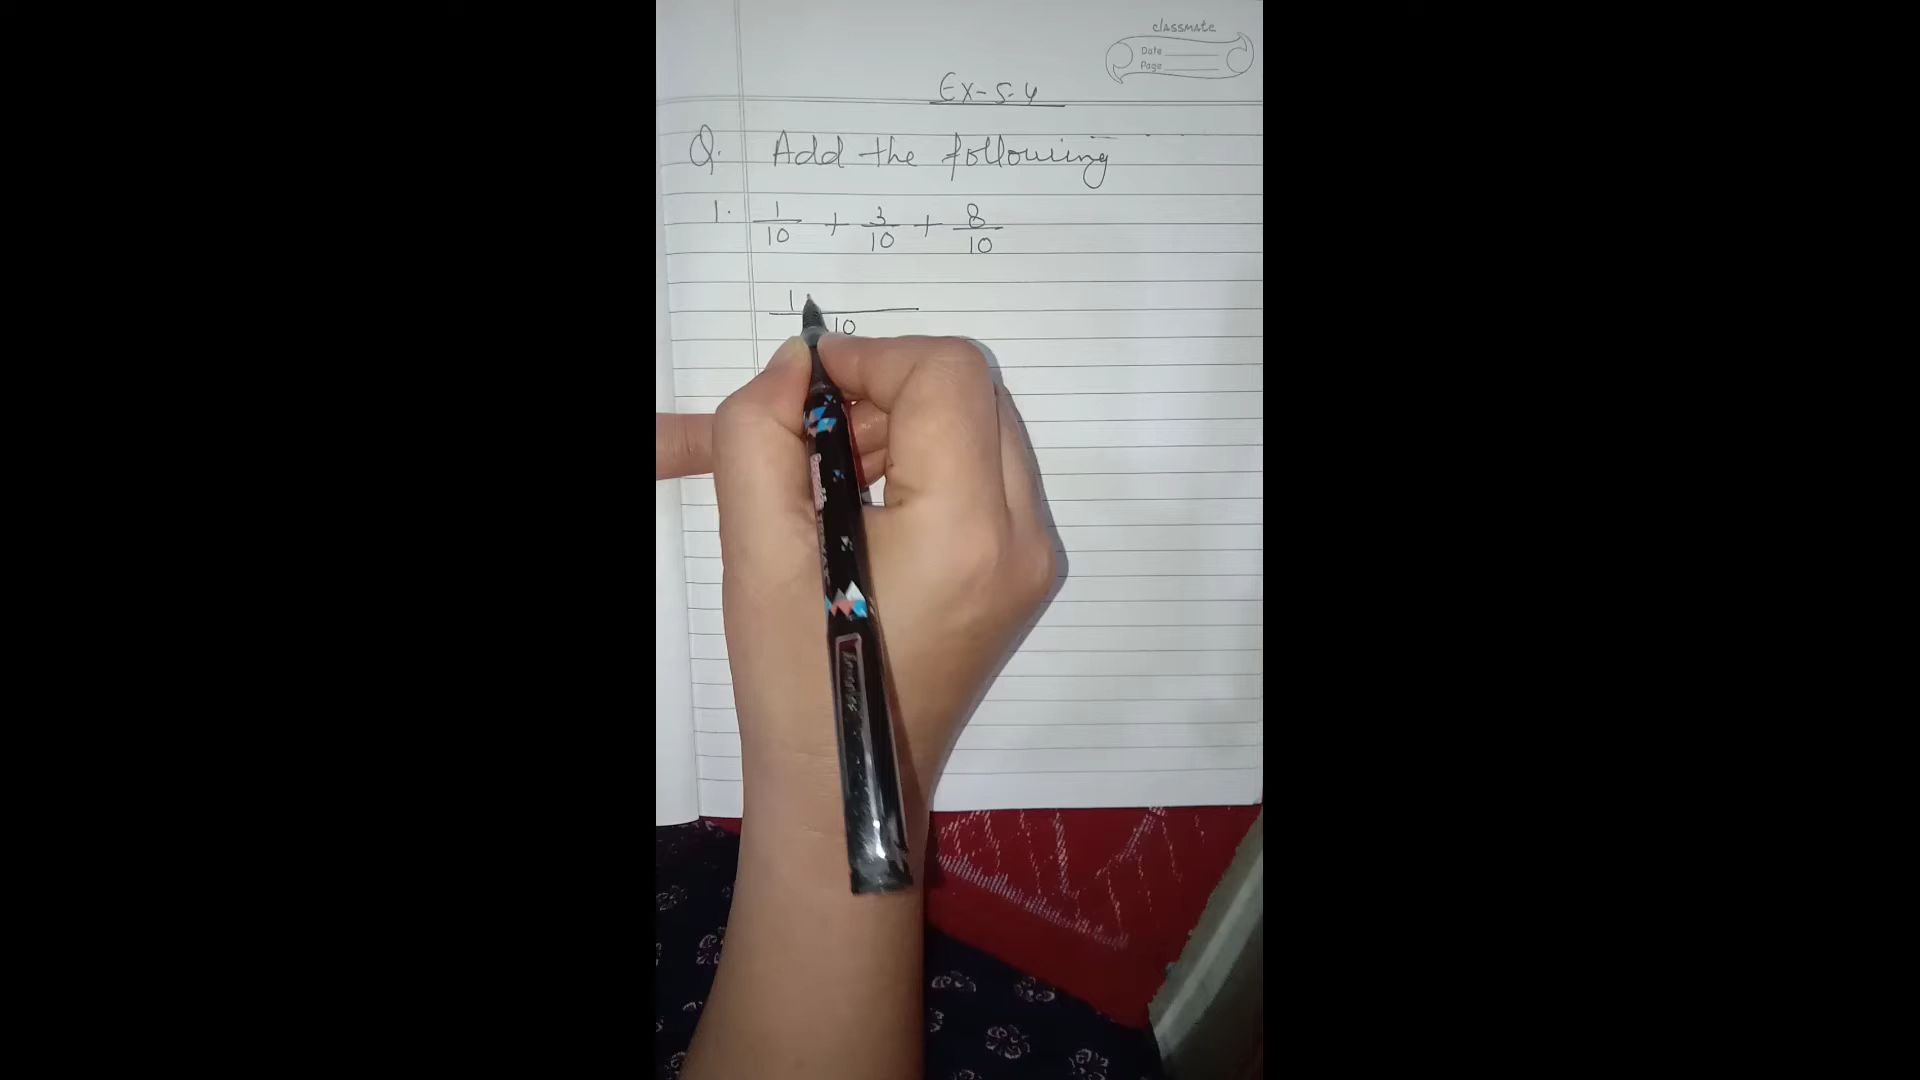 classmate
Date
Page
Ex-5.4
Q. Add the following
1. 1/10 + 3/10 + 8/10
1
10